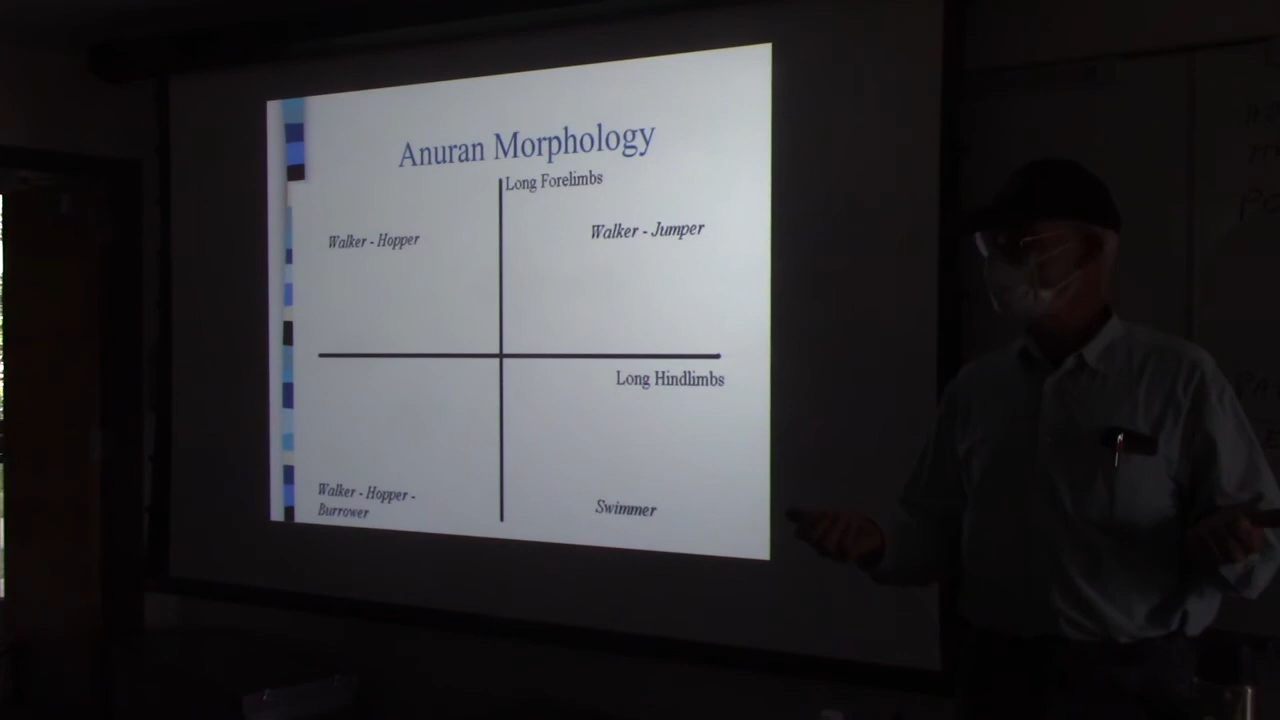 Anuran Morphology
Long Forelimbs
Walker - Hopper
Walker - Jumper
Long Hindlimbs
Walker - Hopper -
Burrower
Swimmer